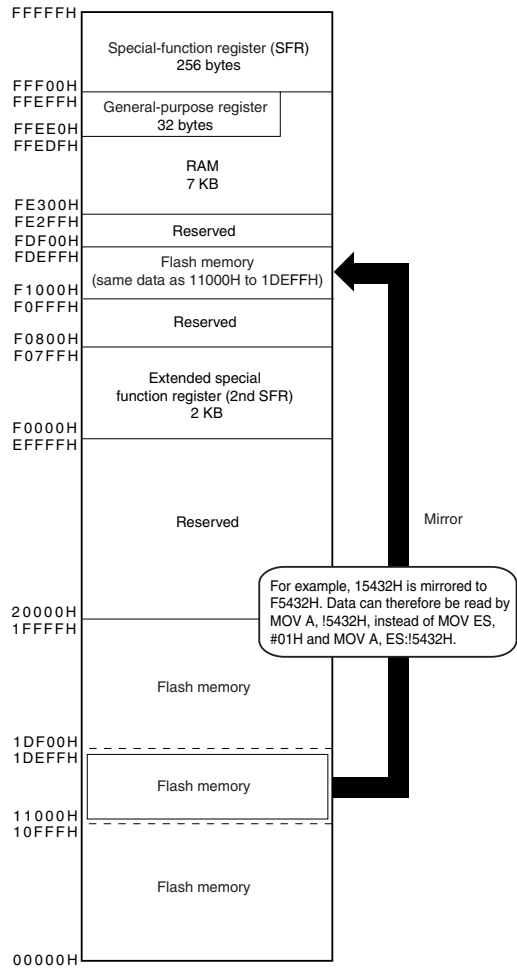 FFFFFH
Special-function register (SFR)
256 bytes
FFF00H
FFEFFH
General-purpose register
32 bytes
FFEE0H
FFEDFH
RAM
7 KB
FE300H
FE2FFH
Reserved
FDF00H
FDEFFH
Flash memory
(same data as 11000H to 1DEFFH)
F1000H
F0FFFH
Reserved
F0800H
F07FFH
Extended special
function register (2nd SFR)
2 KB
F0000H
EFFFFH
Reserved
Mirror
For example, 15432H is mirrored to
F5432H. Data can therefore be read by
MOV A, !5432H, instead of MOV ES,
#01H and MOV A, ES:!5432H.
20000H
1FFFFH
Flash memory
1DF00H
1DEFFH
Flash memory
11000H
10FFFH
Flash memory
00000H